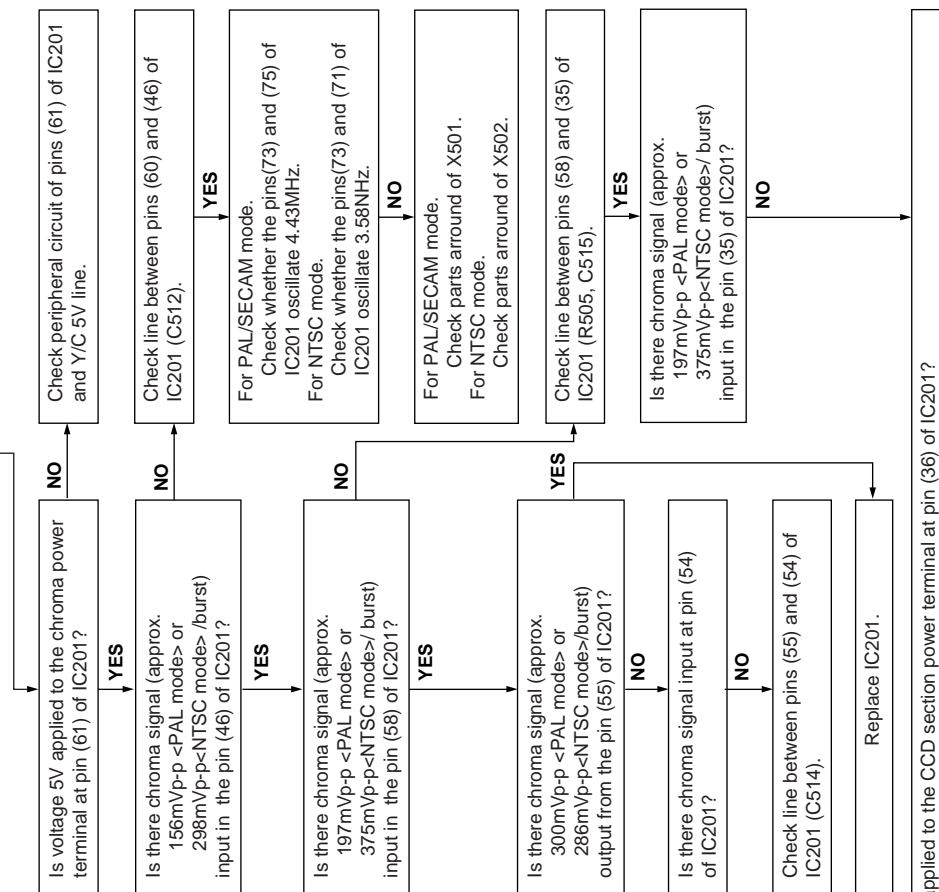 Is voltage 5V applied to the chroma power
terminal at pin (61) of IC201?
NO
Check peripheral circuit of pins (61) of IC201
and Y/C 5V line.
YES
Is there chroma signal (approx.
156mVp-p <PAL mode> or
298mVp-p<NTSC mode> /burst)
input in the pin (46) of IC201?
NO
Check line between pins (60) and (46) of
IC201 (C512).
YES
For PAL/SECAM mode.
Check whether the pins(73) and (75) of
IC201 oscillate 4.43MHz.
For NTSC mode.
Check whether the pins(73) and (71) of
IC201 oscillate 3.58NHz.
NO
For PAL/SECAM mode.
Check parts arround of X501.
For NTSC mode.
Check parts arround of X502.
YES
Is there chroma signal (approx.
197mVp-p <PAL mode> or
375mVp-p<NTSC mode>/ burst)
input in the pin (58) of IC201?
NO
Check line between pins (58) and (35) of
IC201 (R505, C515).
YES
Is there chroma signal (approx.
197mVp-p <PAL mode> or
375mVp-p<NTSC mode>/ burst)
input in the pin (35) of IC201?
NO
YES
Is there chroma signal (approx.
300mVp-p <PAL mode> or
286mVp-p<NTSC mode>/burst)
output from the pin (55) of IC201?
YES
NO
Is there chroma signal input at pin (54)
of IC201?
NO
Check line between pins (55) and (54) of
IC201 (C514).
Replace IC201.
applied to the CCD section power terminal at pin (36) of IC201?